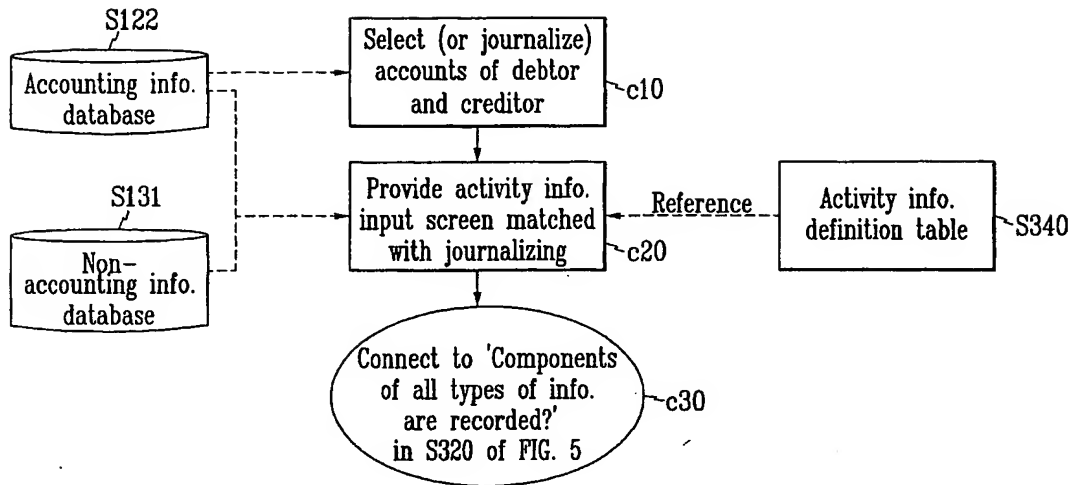 S122
Accounting info.
database
Select (or journalize)
accounts of debtor
and creditor
c10
S131
Non-
accounting info.
database
Provide activity info.
input screen matched
with journalizing
c20
Reference
Activity info.
definition table
S340
Connect to 'Components
of all types of info.
are recorded?'
in S320 of FIG. 5
c30